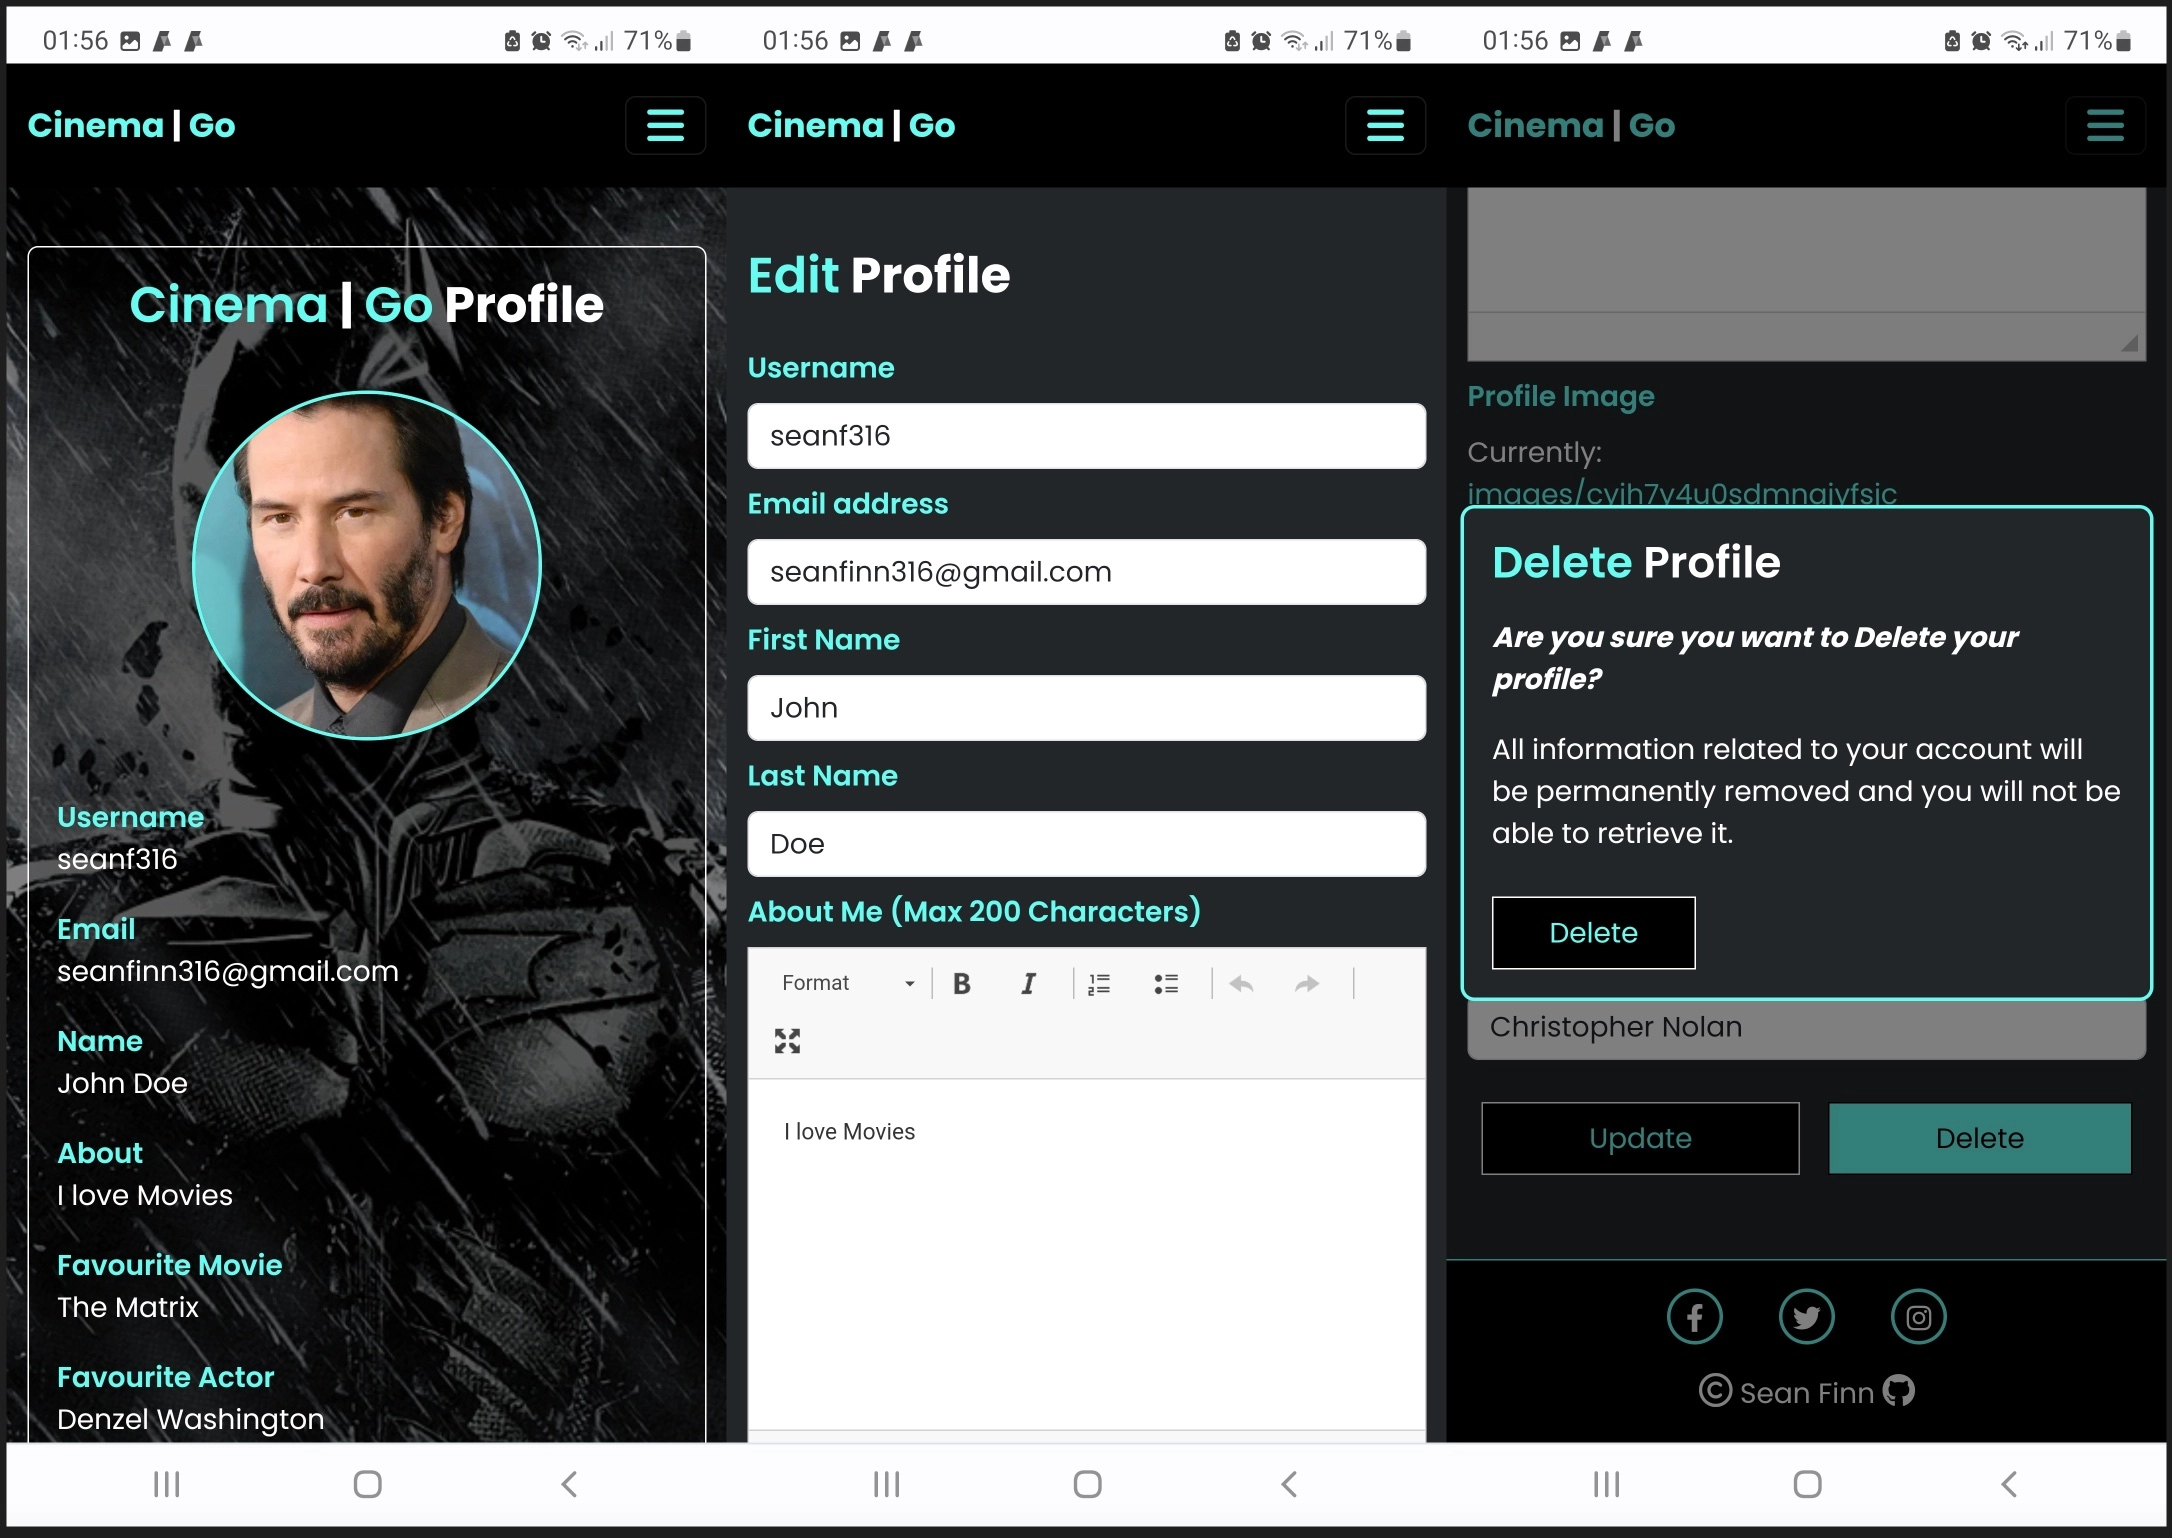 01:56 71%
Cinema | Go
Cinema | Go Profile
Username
seanf316
Email
seanfinn316@gmail.com
Name
John Doe
About
I love Movies
Favourite Movie
The Matrix
Favourite Actor
Denzel Washington
01:56 71%
Cinema | Go
Edit Profile
Username
seanf316
Email address
seanfinn316@gmail.com
First Name
John
Last Name
Doe
About Me (Max 200 Characters)
Format B I
I love Movies
01:56 71%
Cinema | Go
Profile Image
Currently:
Delete Profile
Are you sure you want to Delete your
profile?
All information related to your account will
be permanently removed and you will not be
able to retrieve it.
Delete
Christopher Nolan
Update Delete
© Sean Finn